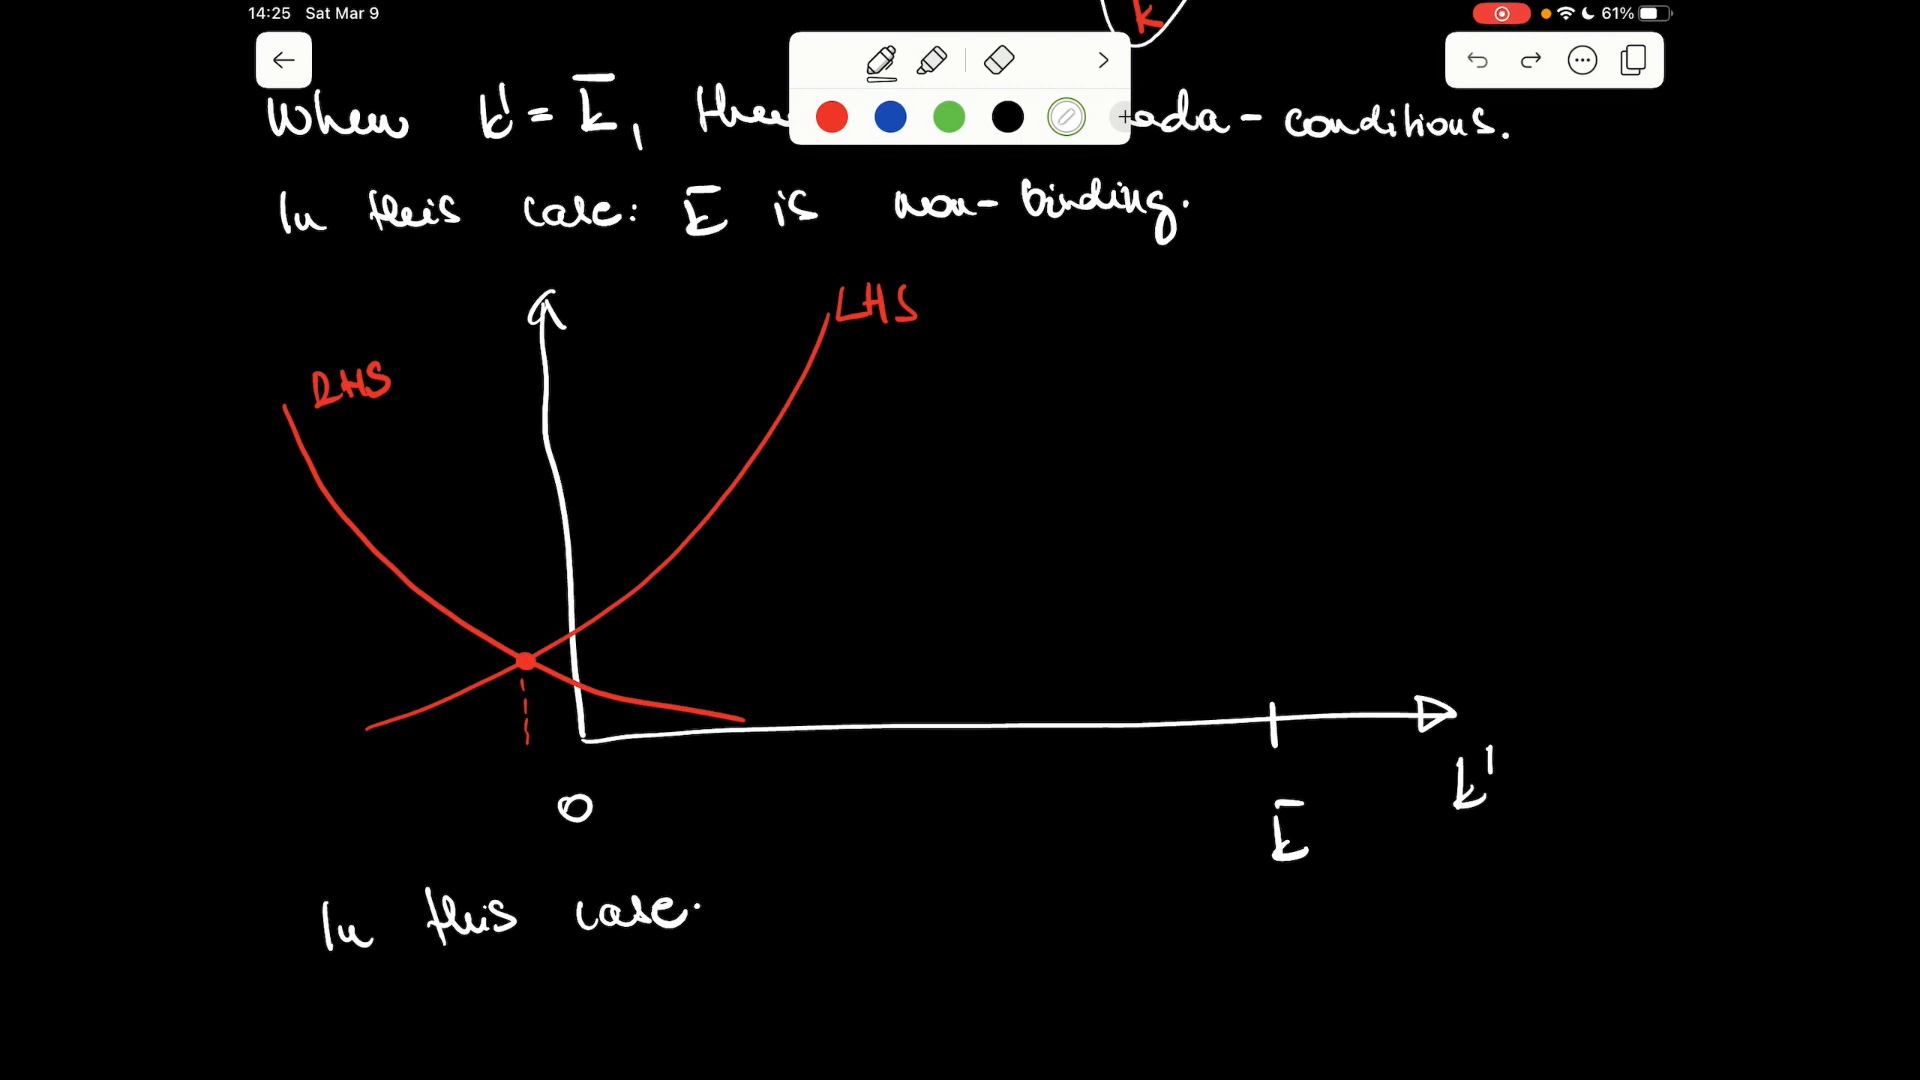 14:25 Sat Mar 9 61%
k
When k' = k̄, then ada-conditions.
In this case: k̄ is non-binding.
LHS
RHS
k'
0
k̄
In this case.